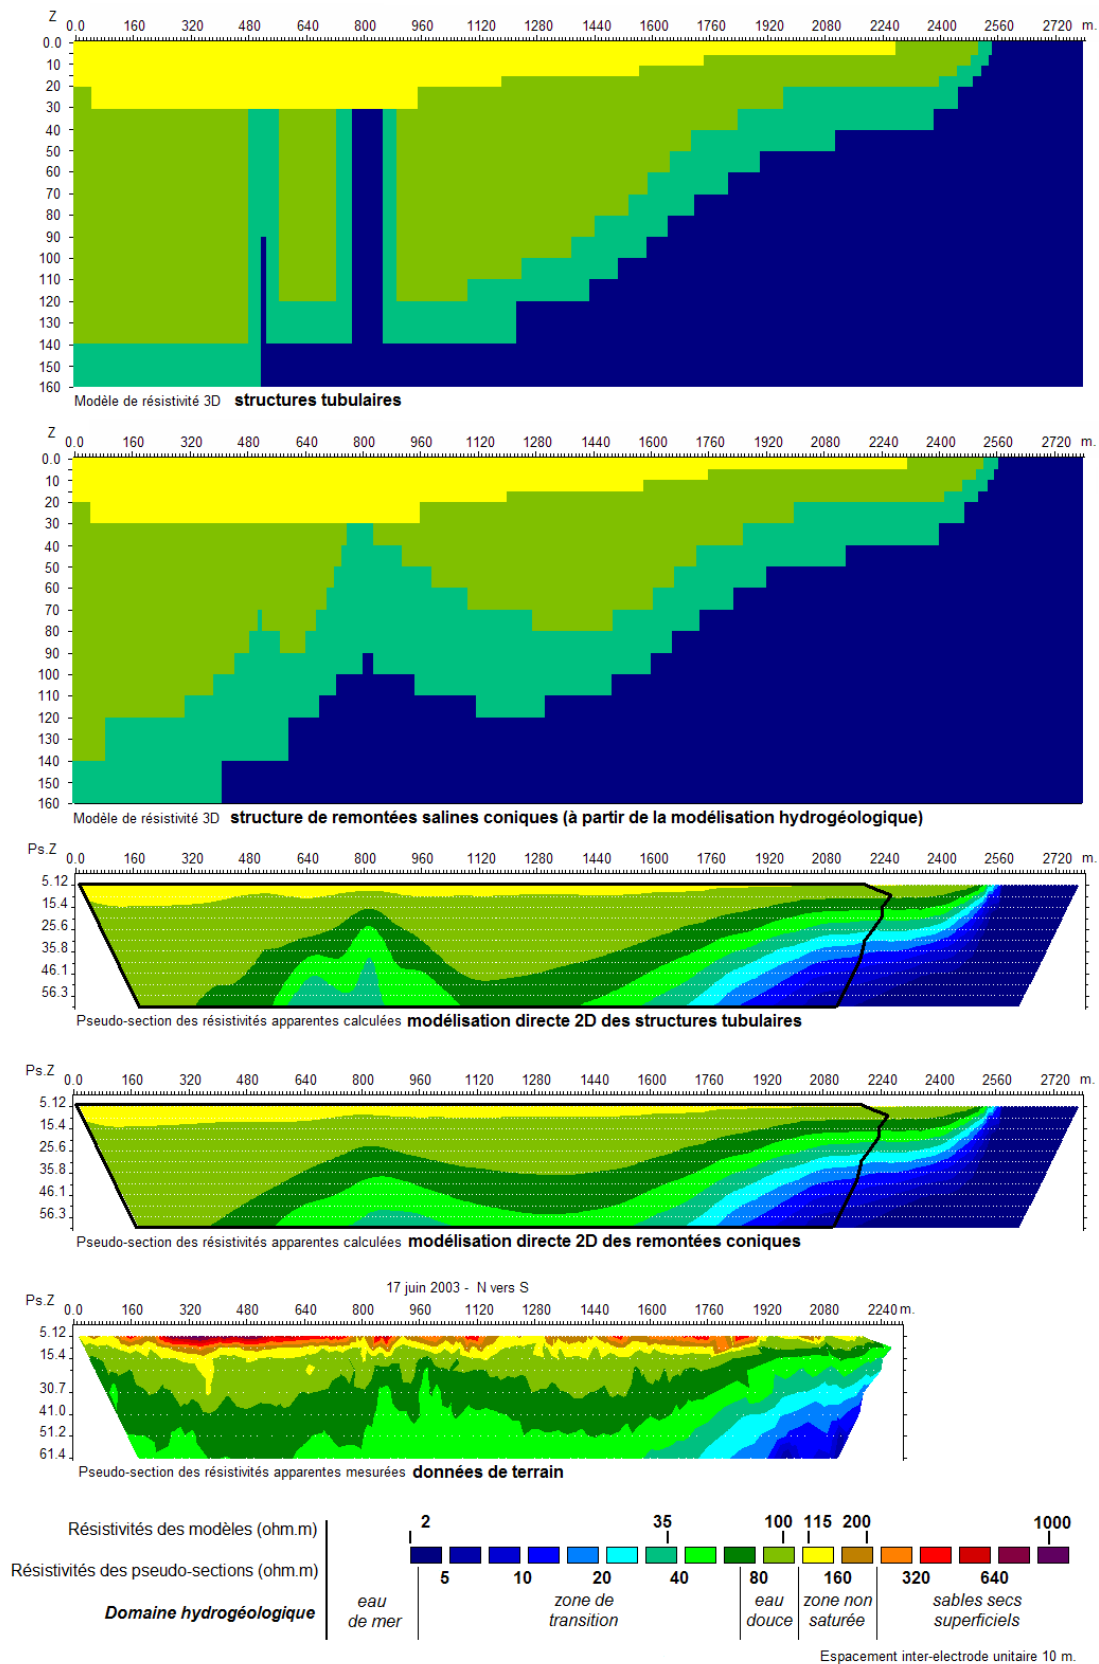 Z 0.0 160 320 480 640 800 960 1120 1280 1440 1600 1760 1920 2080 2240 2400 2560 2720 m.
0.0
10
20
30
40
50
60
70
80
90
100
110
120
130
140
150
160
Modèle de résistivité 3D structures tubulaires
Z 0.0 160 320 480 640 800 960 1120 1280 1440 1600 1760 1920 2080 2240 2400 2560 2720 m.
0.0
10
20
30
40
50
60
70
80
90
100
110
120
130
140
150
160
Modèle de résistivité 3D structure de remontées salines coniques (à partir de la modélisation hydrogéologique)
Ps.Z 0.0 160 320 480 640 800 960 1120 1280 1440 1600 1760 1920 2080 2240 2400 2560 2720 m.
5.12
15.4
25.6
35.8
46.1
56.3
Pseudo-section des résistivités apparentes calculées modélisation directe 2D des structures tubulaires
Ps.Z 0.0 160 320 480 640 800 960 1120 1280 1440 1600 1760 1920 2080 2240 2400 2560 2720 m.
5.12
15.4
25.6
35.8
46.1
56.3
Pseudo-section des résistivités apparentes calculées modélisation directe 2D des remontées coniques
17 juin 2003 - N vers S
Ps.Z 0.0 160 320 480 640 800 960 1120 1280 1440 1600 1760 1920 2080 2240 m.
5.12
15.4
30.7
41.0
51.2
61.4
Pseudo-section des résistivités apparentes mesurées données de terrain
Résistivités des modèles (ohm.m) 2 35 100 115 200 1000
Résistivités des pseudo-sections (ohm.m) 5 10 20 40 80 160 320 640
Domaine hydrogéologique
eau
de mer
zone de
transition
eau
douce
zone non
saturée
sables secs
superficiels
Espacement inter-electrode unitaire 10 m.